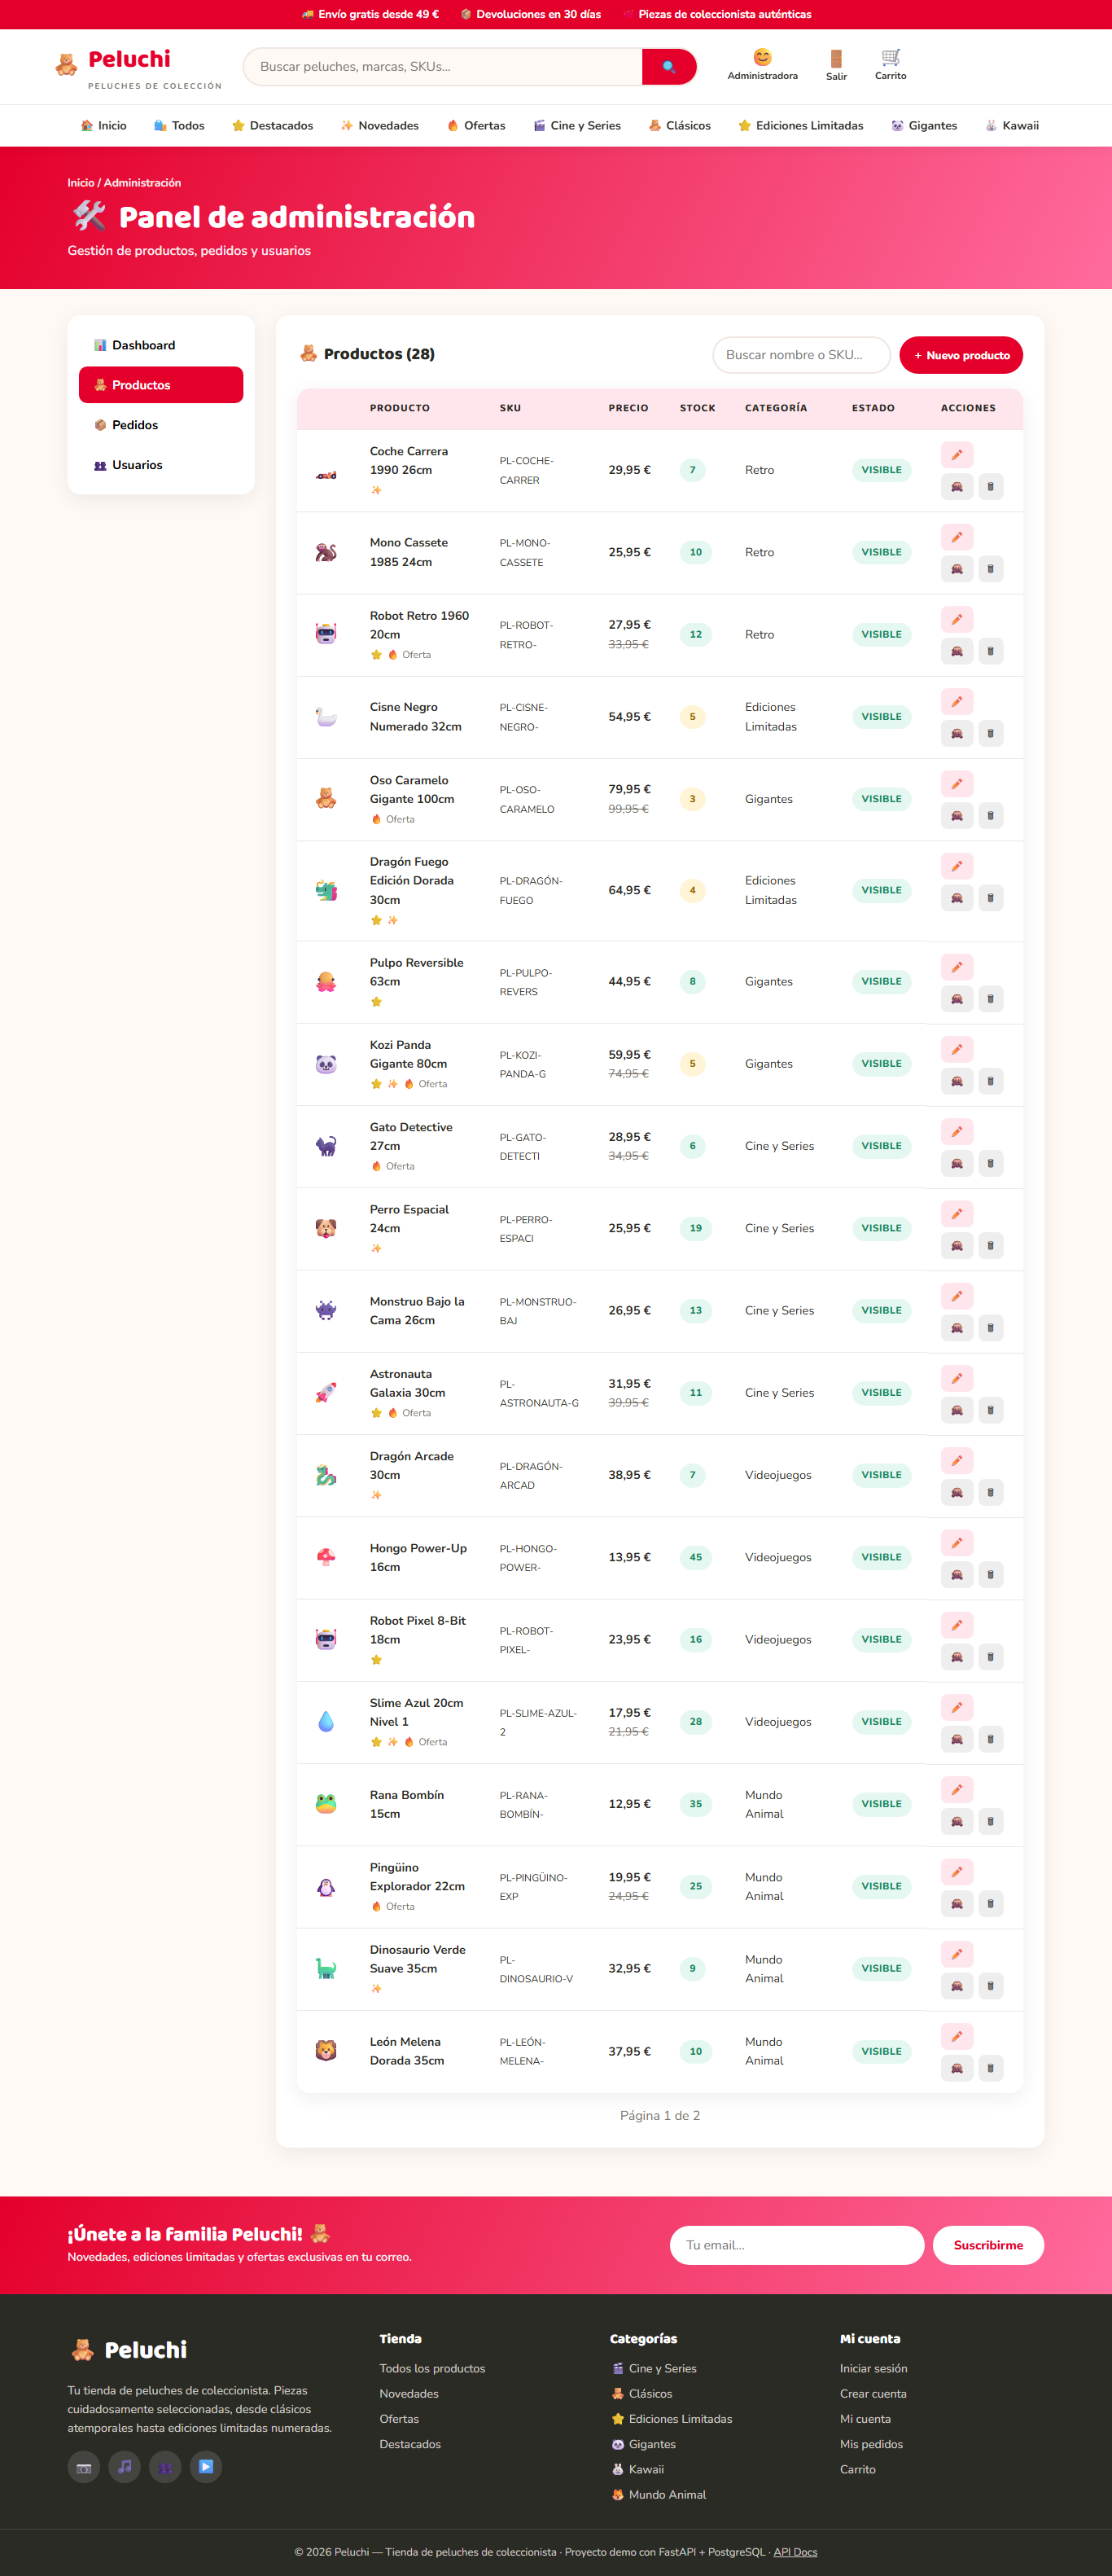 Envío gratis desde 49 € Devoluciones en 30 días Piezas de coleccionista auténticas
Peluchi
PELUCHES DE COLECCIÓN
Buscar peluches, marcas, SKUs...
Administradora Salir Carrito
Inicio Todos Destacados Novedades Ofertas Cine y Series Clásicos Ediciones Limitadas Gigantes Kawaii
Inicio / Administración
Panel de administración
Gestión de productos, pedidos y usuarios
Dashboard
Productos
Pedidos
Usuarios
Productos (28)
Buscar nombre o SKU...
+ Nuevo producto
PRODUCTO SKU PRECIO STOCK CATEGORÍA ESTADO ACCIONES
Coche Carrera
1990 26cm
PL-COCHE-
CARRER
29,95 €
7
Retro
VISIBLE
Mono Cassete
1985 24cm
PL-MONO-
CASSETE
25,95 €
10
Retro
VISIBLE
Robot Retro 1960
20cm
Oferta
PL-ROBOT-
RETRO-
27,95 €
33,95 €
12
Retro
VISIBLE
Cisne Negro
Numerado 32cm
PL-CISNE-
NEGRO-
54,95 €
5
Ediciones
Limitadas
VISIBLE
Oso Caramelo
Gigante 100cm
Oferta
PL-OSO-
CARAMELO
79,95 €
99,95 €
3
Gigantes
VISIBLE
Dragón Fuego
Edición Dorada
30cm
PL-DRAGÓN-
FUEGO
64,95 €
4
Ediciones
Limitadas
VISIBLE
Pulpo Reversible
63cm
PL-PULPO-
REVERS
44,95 €
8
Gigantes
VISIBLE
Kozi Panda
Gigante 80cm
Oferta
PL-KOZI-
PANDA-G
59,95 €
74,95 €
5
Gigantes
VISIBLE
Gato Detective
27cm
Oferta
PL-GATO-
DETECTI
28,95 €
34,95 €
6
Cine y Series
VISIBLE
Perro Espacial
24cm
PL-PERRO-
ESPACI
25,95 €
19
Cine y Series
VISIBLE
Monstruo Bajo la
Cama 26cm
PL-MONSTRUO-
BAJ
26,95 €
13
Cine y Series
VISIBLE
Astronauta
Galaxia 30cm
Oferta
PL-
ASTRONAUTA-G
31,95 €
39,95 €
11
Cine y Series
VISIBLE
Dragón Arcade
30cm
PL-DRAGÓN-
ARCAD
38,95 €
7
Videojuegos
VISIBLE
Hongo Power-Up
16cm
PL-HONGO-
POWER-
13,95 €
45
Videojuegos
VISIBLE
Robot Pixel 8-Bit
18cm
PL-ROBOT-
PIXEL-
23,95 €
16
Videojuegos
VISIBLE
Slime Azul 20cm
Nivel 1
Oferta
PL-SLIME-AZUL-
2
17,95 €
21,95 €
28
Videojuegos
VISIBLE
Rana Bombín
15cm
PL-RANA-
BOMBÍN-
12,95 €
35
Mundo
Animal
VISIBLE
Pingüino
Explorador 22cm
Oferta
PL-PINGÜINO-
EXP
19,95 €
24,95 €
25
Mundo
Animal
VISIBLE
Dinosaurio Verde
Suave 35cm
PL-
DINOSAURIO-V
32,95 €
9
Mundo
Animal
VISIBLE
León Melena
Dorada 35cm
PL-LEÓN-
MELENA-
37,95 €
10
Mundo
Animal
VISIBLE
Página 1 de 2
¡Únete a la familia Peluchi!
Novedades, ediciones limitadas y ofertas exclusivas en tu correo.
Tu email...
Suscribirme
Peluchi
Tu tienda de peluches de coleccionista. Piezas
cuidadosamente seleccionadas, desde clásicos
atemporales hasta ediciones limitadas numeradas.
Tienda
Todos los productos
Novedades
Ofertas
Destacados
Categorías
Cine y Series
Clásicos
Ediciones Limitadas
Gigantes
Kawaii
Mundo Animal
Mi cuenta
Iniciar sesión
Crear cuenta
Mi cuenta
Mis pedidos
Carrito
© 2026 Peluchi — Tienda de peluches de coleccionista · Proyecto demo con FastAPI + PostgreSQL · API Docs